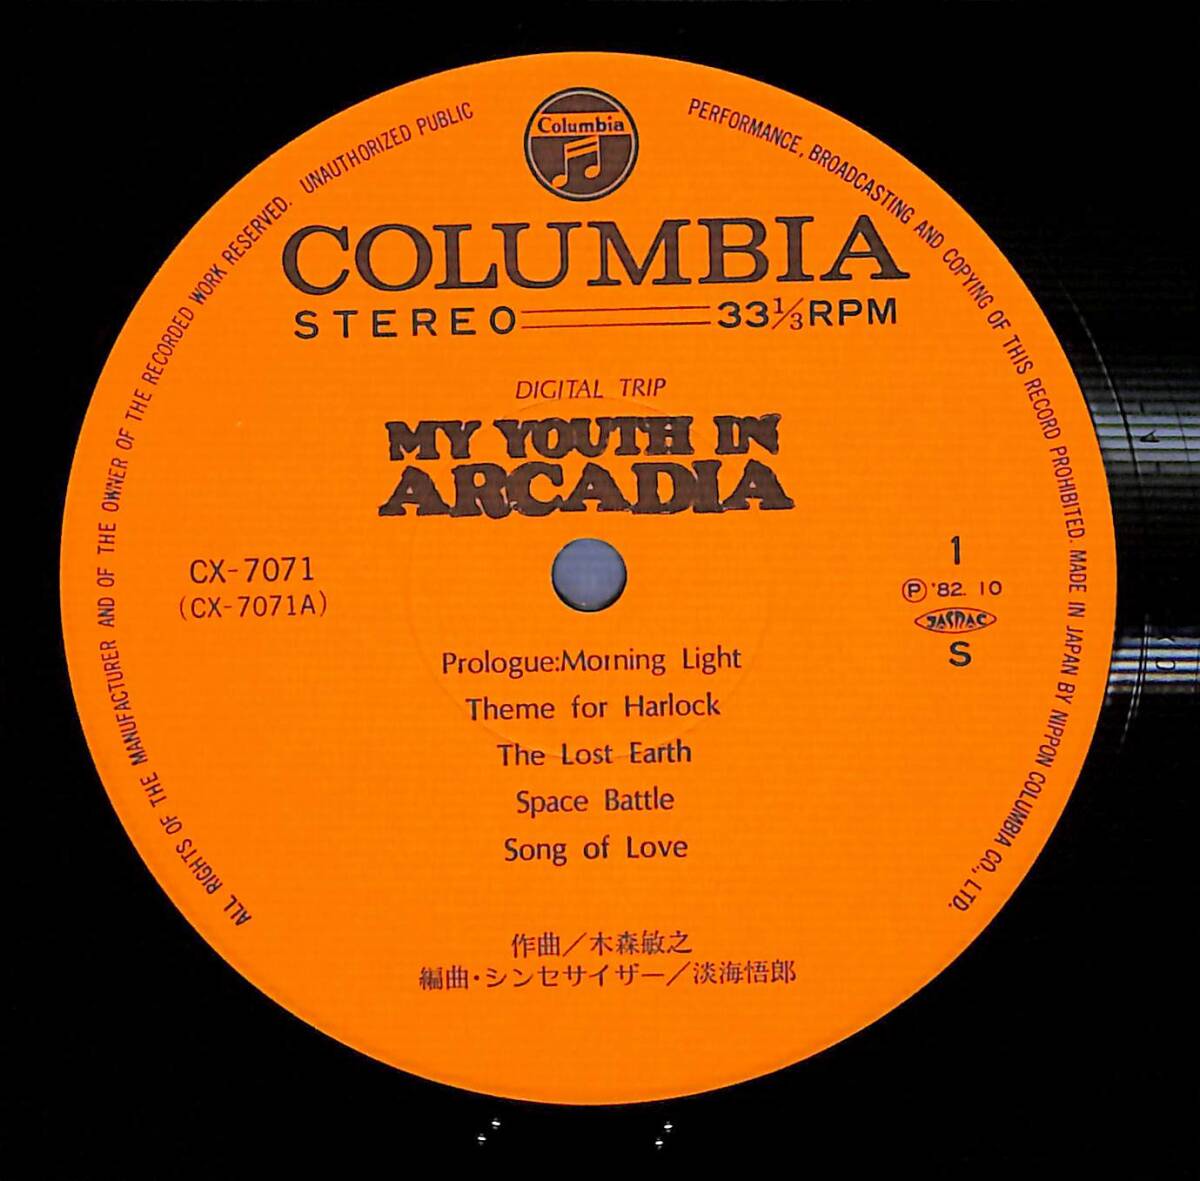 Columbia
COLUMBIA
STEREO 33⅓RPM
DIGITAL TRIP
MY YOUTH IN
ARCADIA
CX-7071
(CX-7071A)
1
Ⓟ'82. 10
JASRAC
S
Prologue:Morning Light
Theme for Harlock
The Lost Earth
Space Battle
Song of Love
作曲／木森敏之
編曲・シンセサイザー／淡海悟郎
ALL RIGHTS OF THE MANUFACTURER AND OF THE OWNER OF THE RECORDED WORK RESERVED. UNAUTHORIZED PUBLIC PERFORMANCE, BROADCASTING AND COPYING OF THIS RECORD PROHIBITED. MADE IN JAPAN BY NIPPON COLUMBIA CO., LTD.